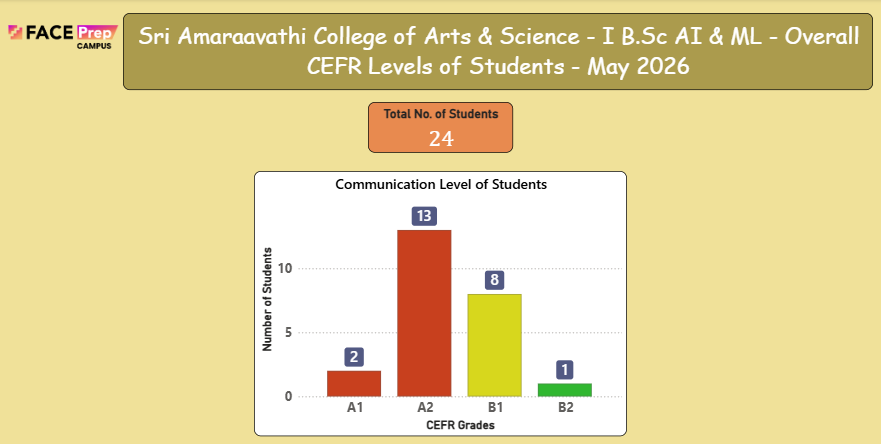 FACE Prep
CAMPUS
Sri Amaraavathi College of Arts & Science - I B.Sc AI & ML - Overall
CEFR Levels of Students - May 2026
Total No. of Students
24
Communication Level of Students
Number of Students
13
10
8
5
2
1
0
A1 A2 B1 B2
CEFR Grades